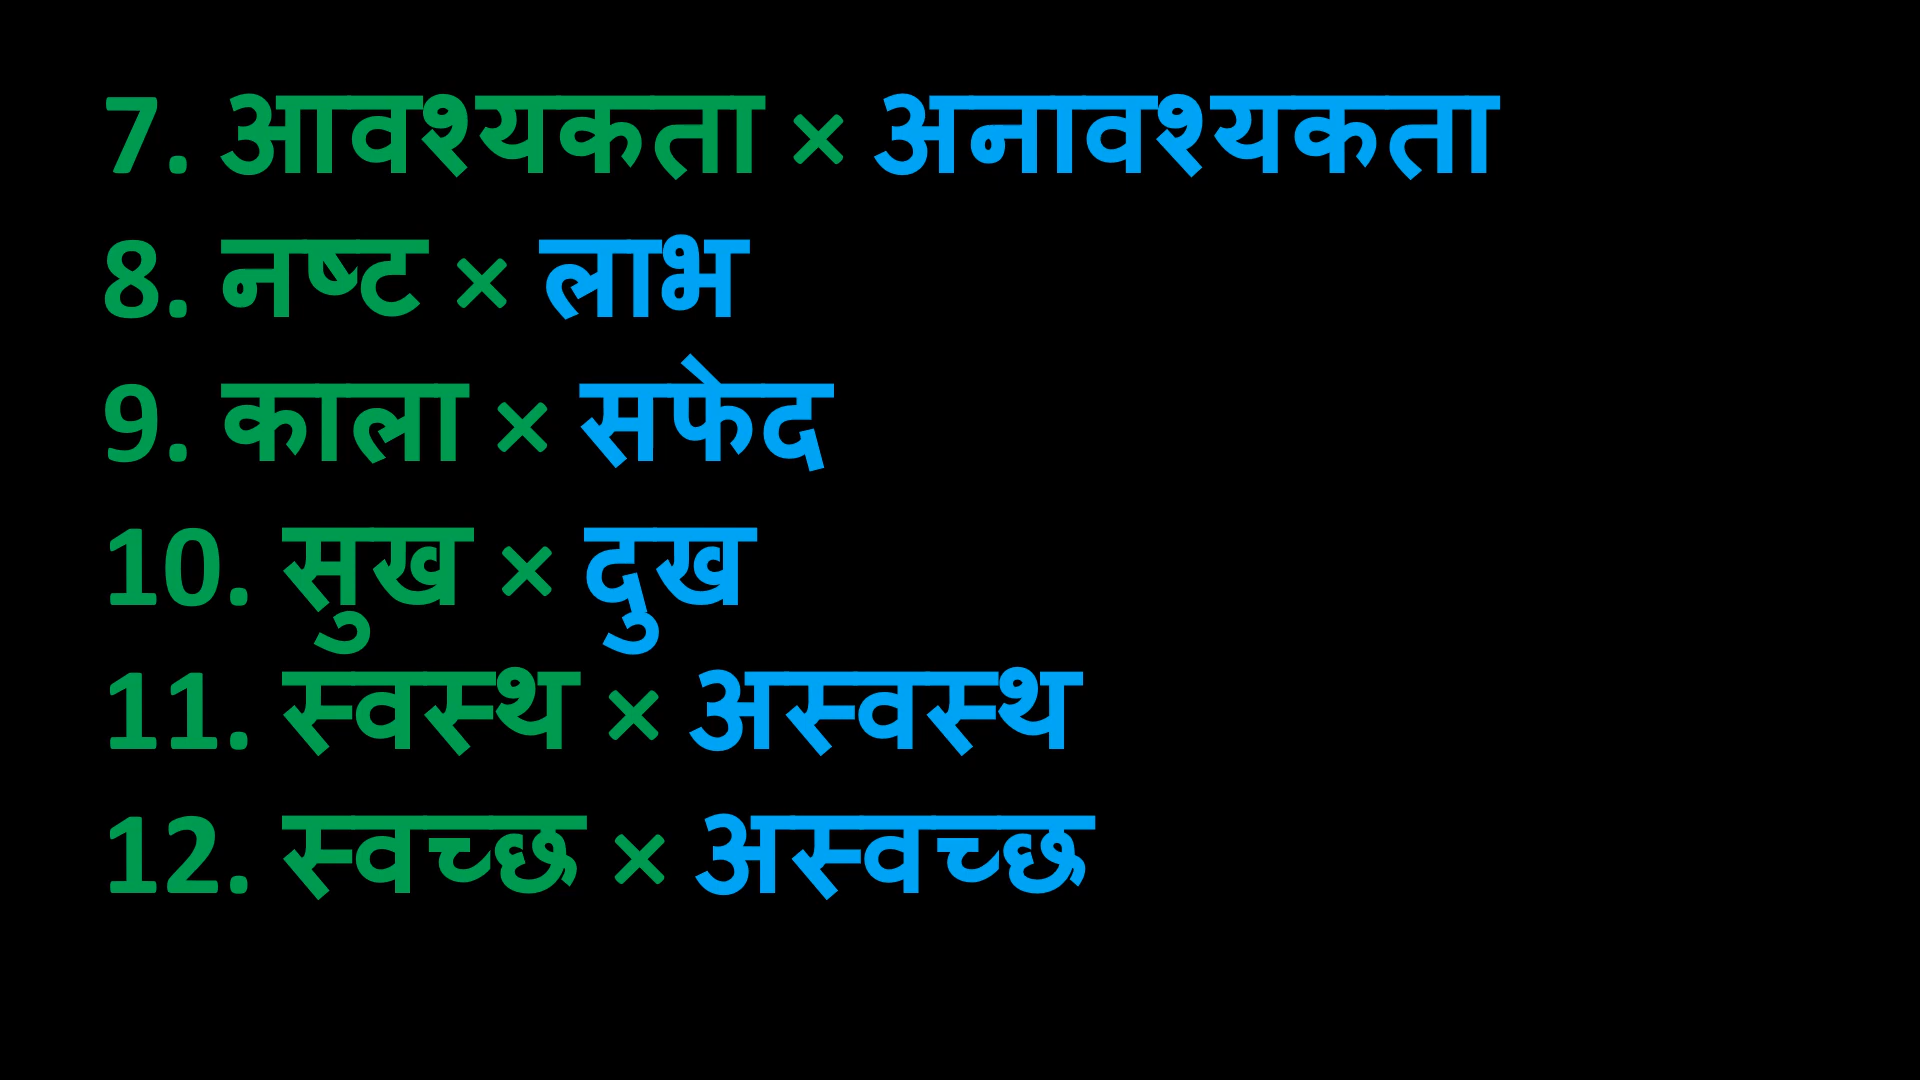 7. आवश्यकता × अनावश्यकता
8. नष्ट × लाभ
9. काला × सफेद
10. सुख × दुख
11. स्वस्थ × अस्वस्थ
12. स्वच्छ × अस्वच्छ